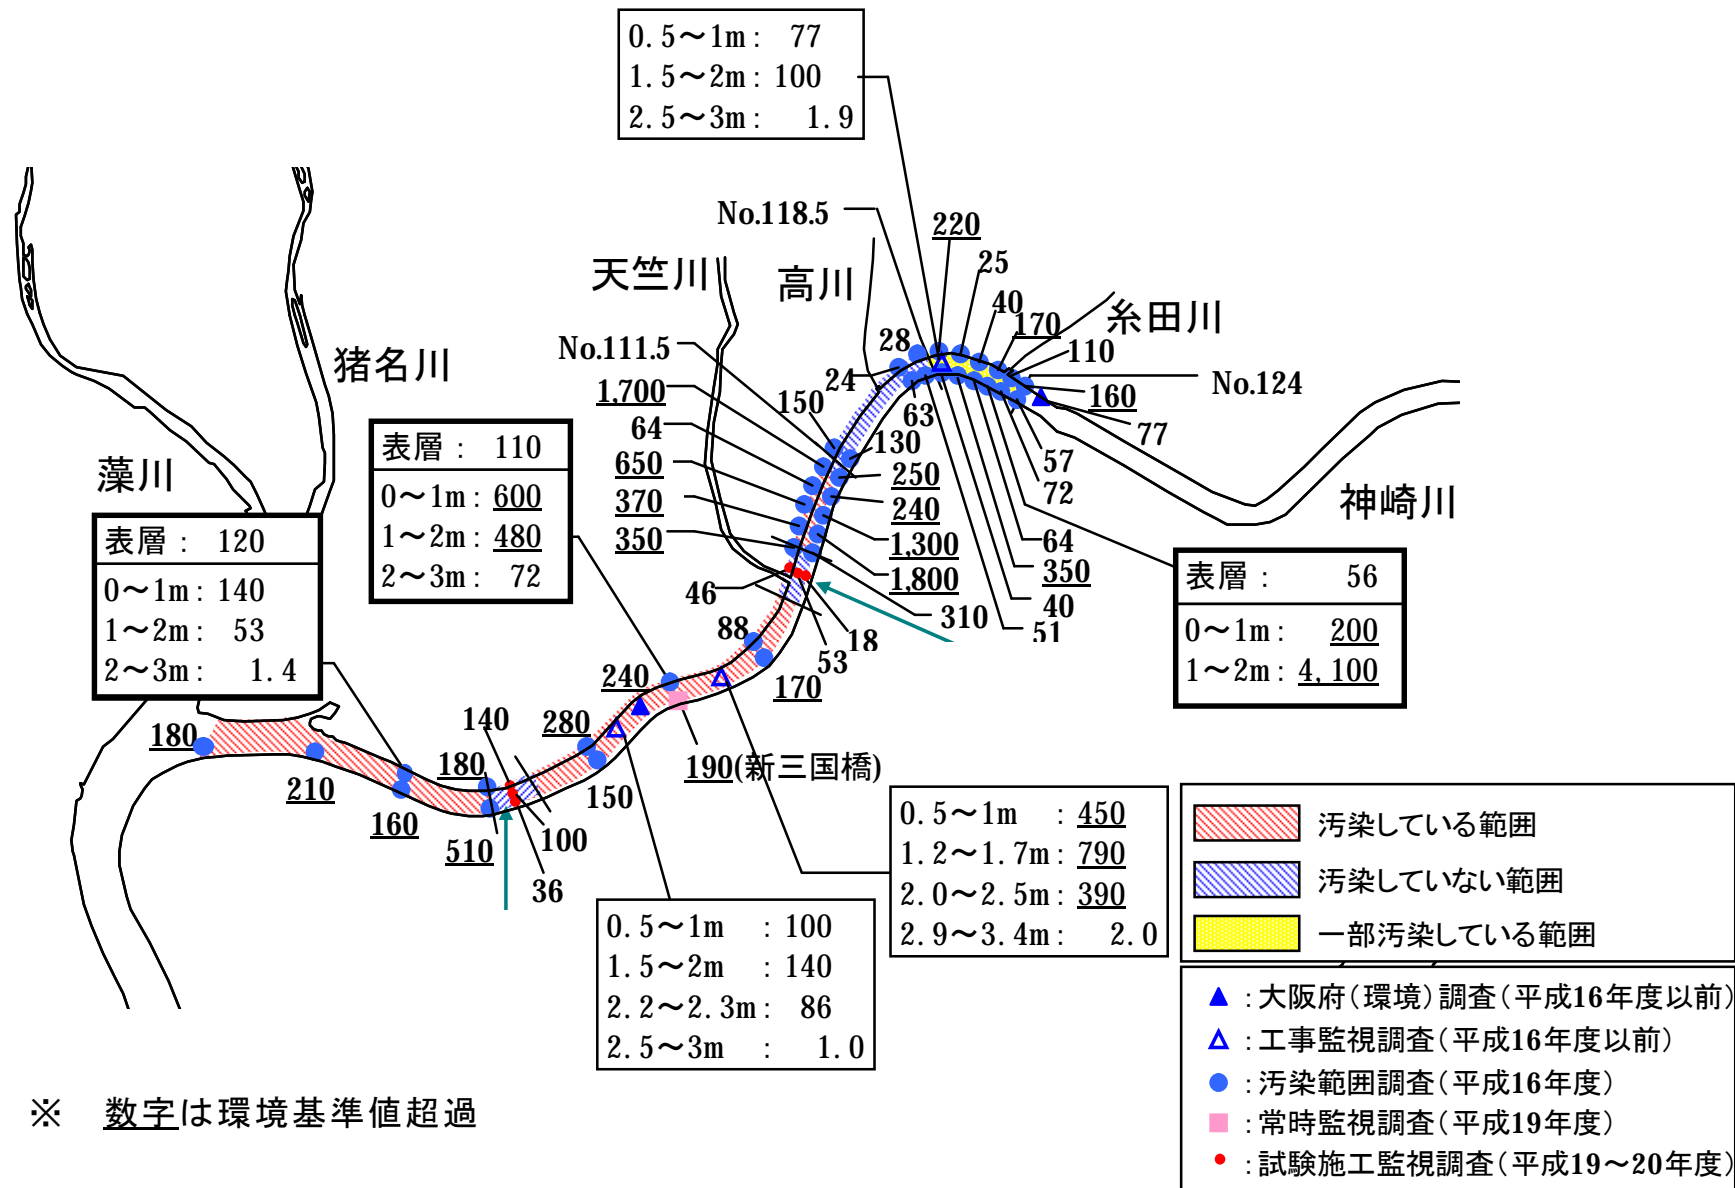 0.5～1m: 77
1.5～2m: 100
2.5～3m: 1.9
No.118.5
220
25
天竺川
高川
40
170
糸田川
110
No.124
160
77
28
24
63
猪名川
No.111.5
1,700
150
64
130
650
250
370
240
350
1,300
1,800
310
46
18
53
88
170
57
72
64
350
40
51
神崎川
藻川
表層： 110
0～1m: 600
1～2m: 480
2～3m: 72
表層： 120
0～1m: 140
1～2m: 53
2～3m: 1.4
表層： 56
0～1m: 200
1～2m: 4,100
240
280
140
180
180
210
160
510
36
100
150
190(新三国橋)
0.5～1m : 450
1.2～1.7m: 790
2.0～2.5m: 390
2.9～3.4m: 2.0
0.5～1m : 100
1.5～2m : 140
2.2～2.3m: 86
2.5～3m : 1.0
汚染している範囲
汚染していない範囲
一部汚染している範囲
▲：大阪府（環境）調査（平成16年度以前）
△：工事監視調査（平成16年度以前）
●：汚染範囲調査（平成16年度）
■：常時監視調査（平成19年度）
●：試験施工監視調査（平成19～20年度）
※ 数字は環境基準値超過